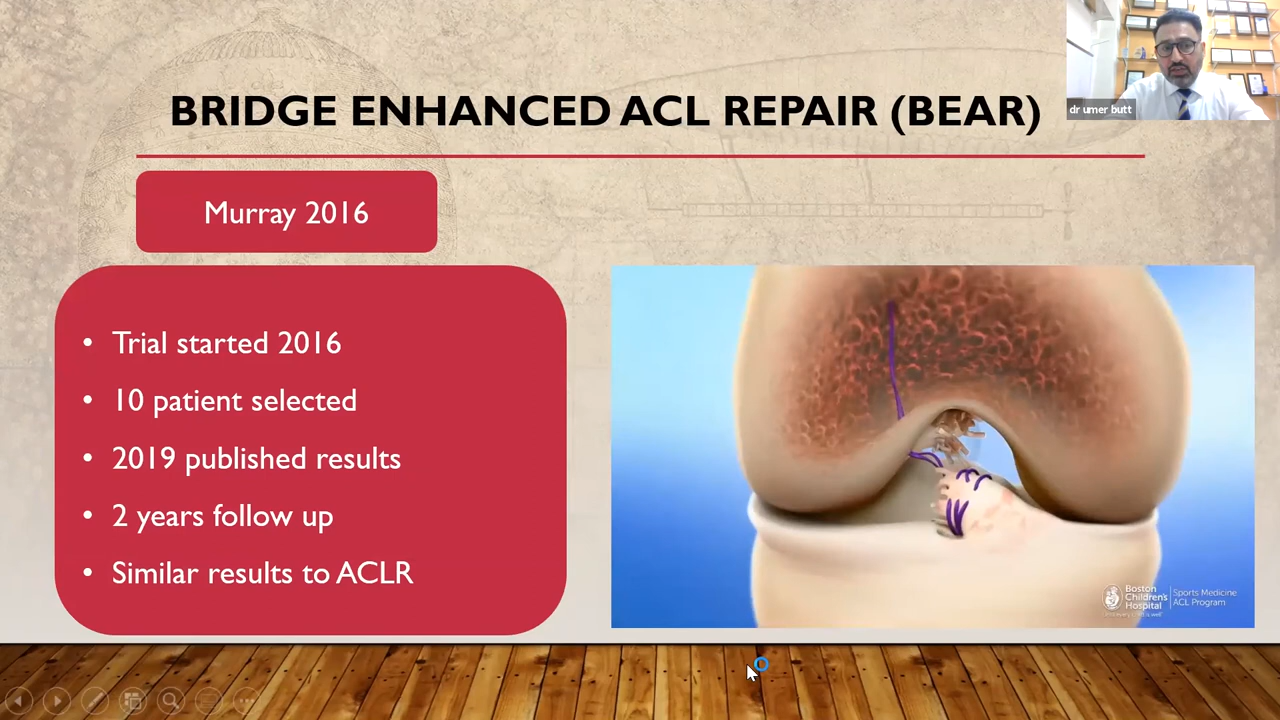 dr umer butt
BRIDGE ENHANCED ACL REPAIR (BEAR)
Murray 2016
• Trial started 2016
• 10 patient selected
• 2019 published results
• 2 years follow up
• Similar results to ACLR
Boston
Children's
Hospital
Sports Medicine
ACL Program